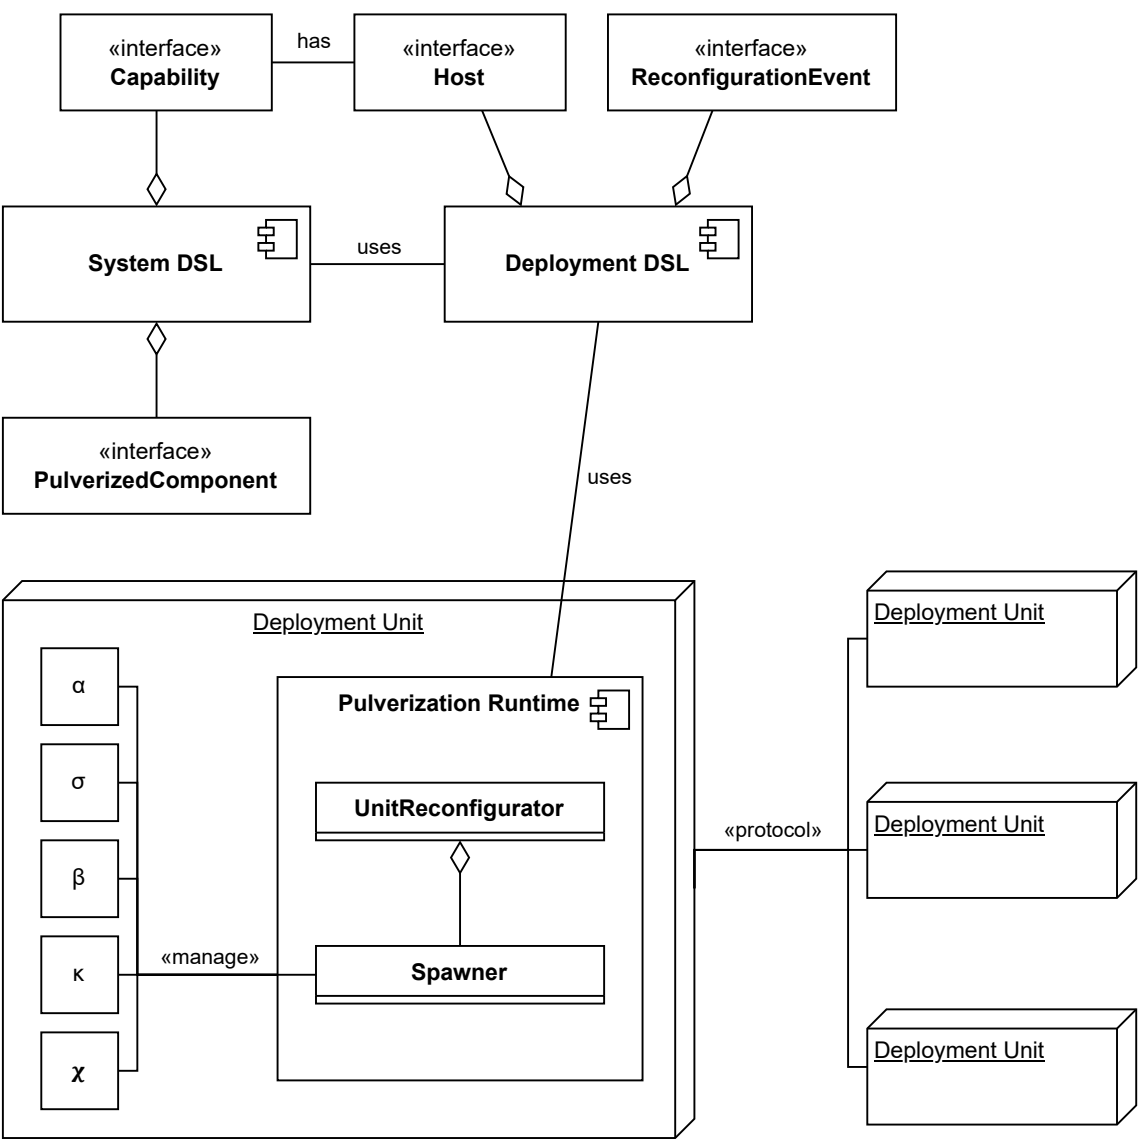 «interface»
Capability
has
«interface»
Host
«interface»
ReconfigurationEvent
System DSL
uses
Deployment DSL
«interface»
PulverizedComponent
uses
Deployment Unit
α
σ
β
κ
χ
«manage»
Pulverization Runtime
UnitReconfigurator
Spawner
«protocol»
Deployment Unit
Deployment Unit
Deployment Unit